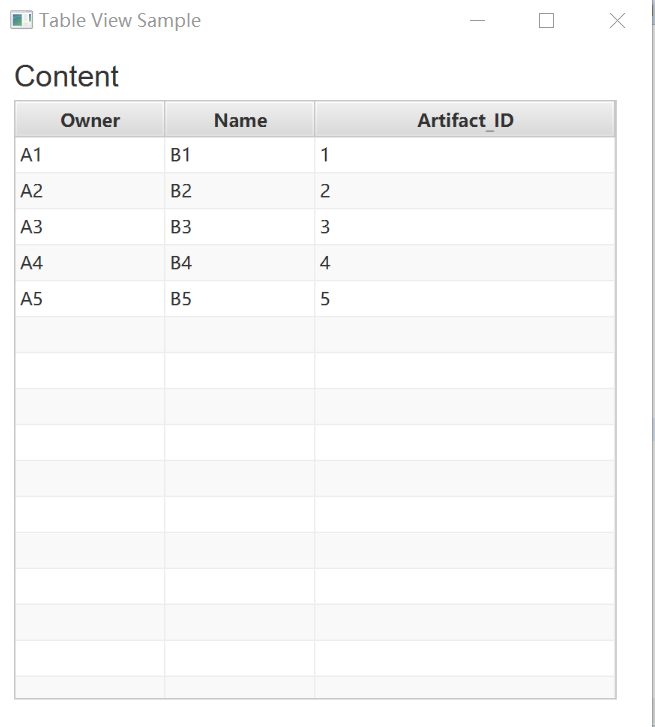 Table View Sample
Content
Owner Name Artifact_ID
A1 B1 1
A2 B2 2
A3 B3 3
A4 B4 4
A5 B5 5